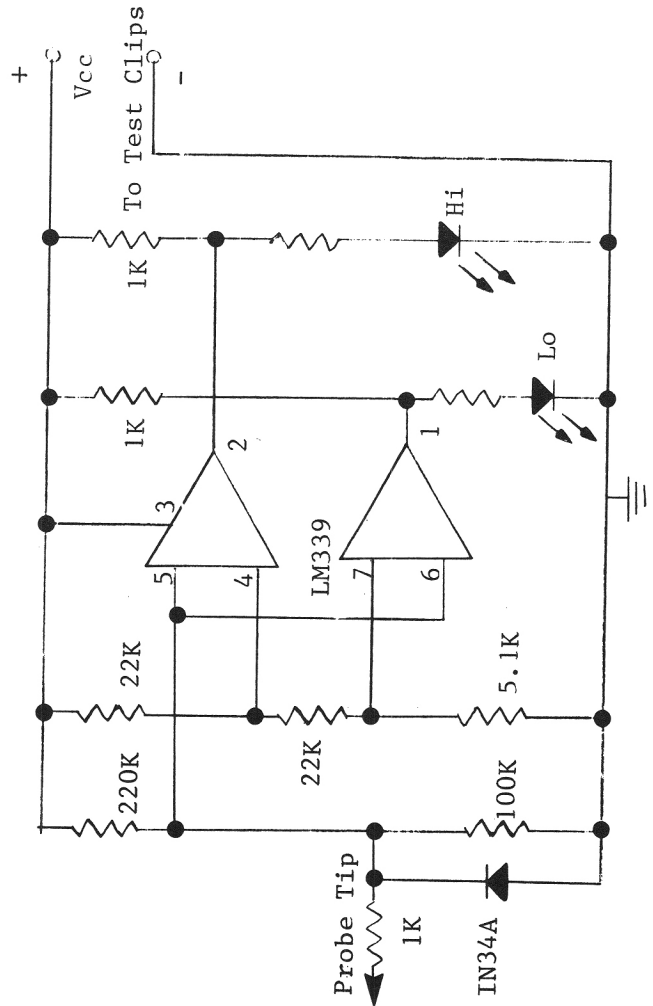 +
Vcc
To Test Clips
-
1K
Hi
1K
Lo
2
1
3
5
4
LM339
7
6
22K
22K
5.1K
220K
100K
Probe Tip
1K
IN34A